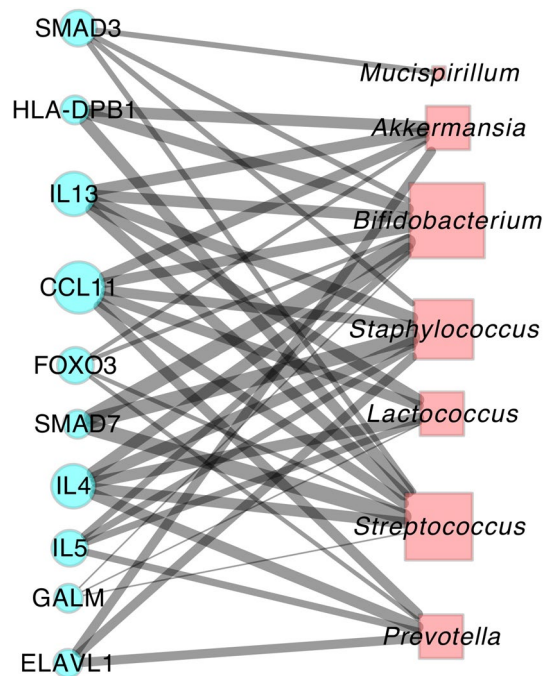 SMAD3
HLA-DPB1
IL13
CCL11
FOXO3
SMAD7
IL4
IL5
GALM
ELAVL1
Mucispirillum
Akkermansia
Bifidobacterium
Staphylococcus
Lactococcus
Streptococcus
Prevotella